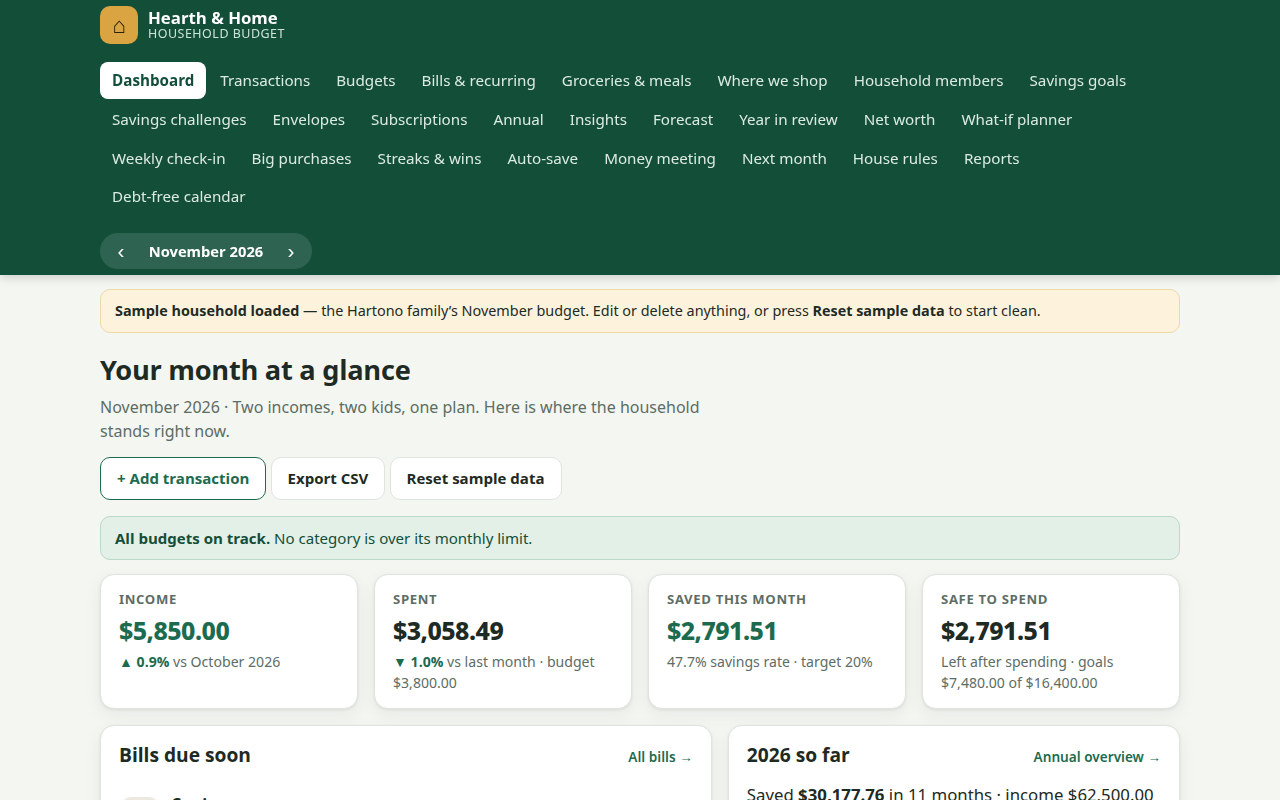 Hearth & Home
HOUSEHOLD BUDGET
Dashboard Transactions Budgets Bills & recurring Groceries & meals Where we shop Household members Savings goals
Savings challenges Envelopes Subscriptions Annual Insights Forecast Year in review Net worth What-if planner
Weekly check-in Big purchases Streaks & wins Auto-save Money meeting Next month House rules Reports
Debt-free calendar
‹ November 2026 ›
Sample household loaded — the Hartono family’s November budget. Edit or delete anything, or press Reset sample data to start clean.
Your month at a glance
November 2026 · Two incomes, two kids, one plan. Here is where the household
stands right now.
+ Add transaction Export CSV Reset sample data
All budgets on track. No category is over its monthly limit.
INCOME
$5,850.00
▲ 0.9% vs October 2026
SPENT
$3,058.49
▼ 1.0% vs last month · budget
$3,800.00
SAVED THIS MONTH
$2,791.51
47.7% savings rate · target 20%
SAFE TO SPEND
$2,791.51
Left after spending · goals
$7,480.00 of $16,400.00
Bills due soon All bills →
2026 so far Annual overview →
Saved $30,177.76 in 11 months · income $62,500.00